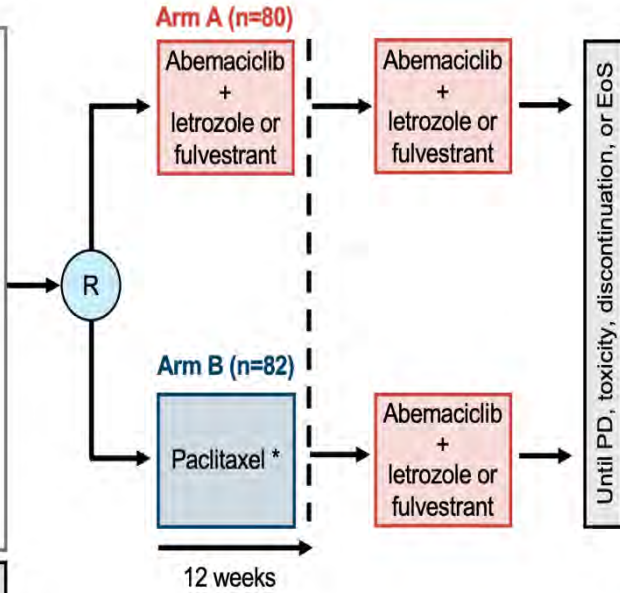 Arm A (n=80)
Abemaciclib
+
letrozole or
fulvestrant
Abemaciclib
+
letrozole or
fulvestrant
R
Arm B (n=82)
Paclitaxel *
Abemaciclib
+
letrozole or
fulvestrant
12 weeks
Until PD, toxicity, discontinuation, or EoS